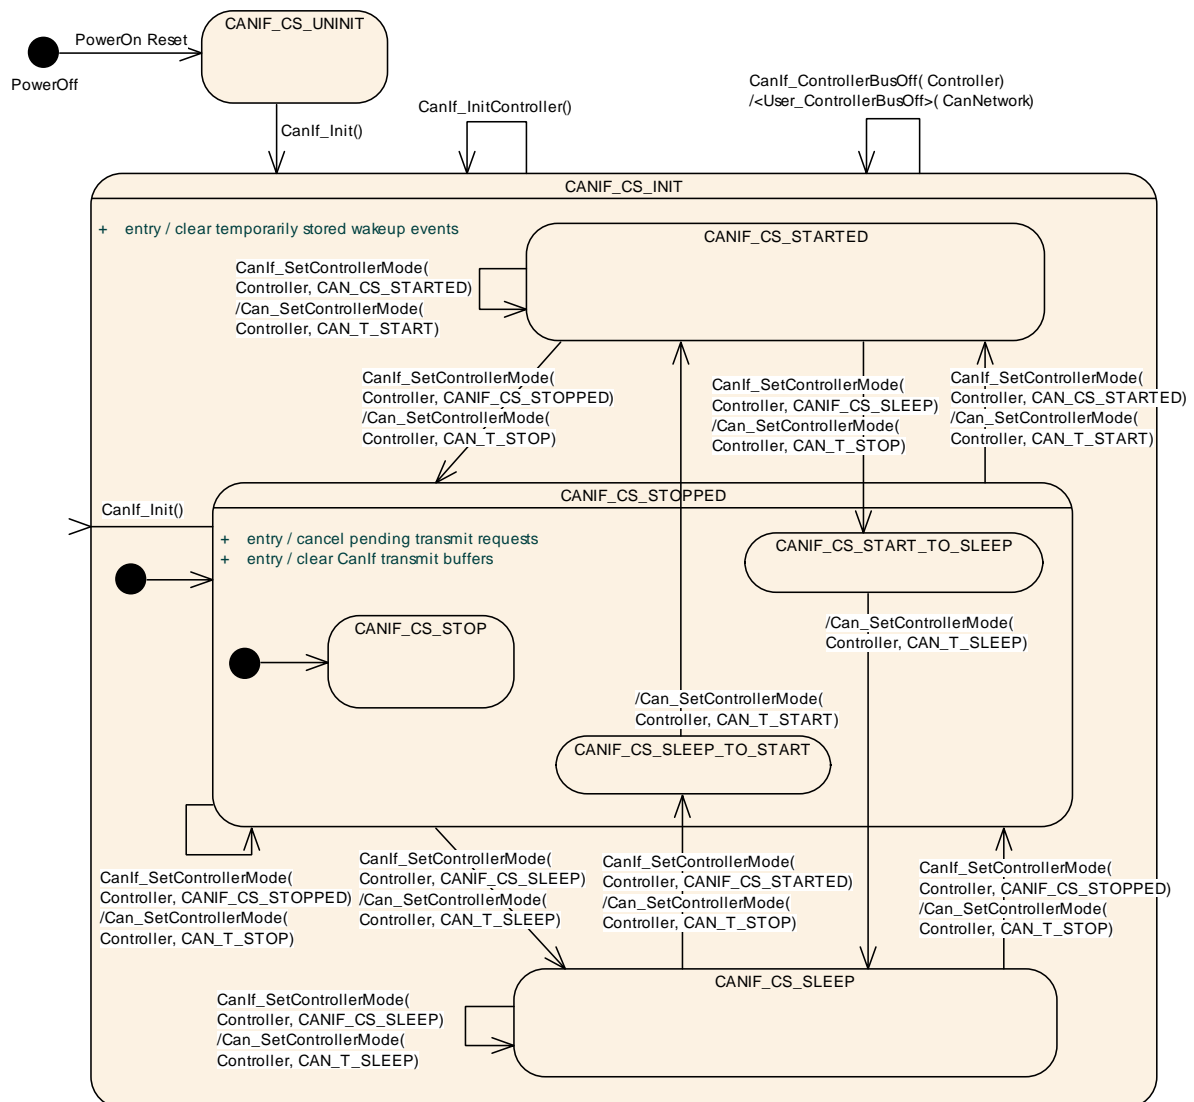 CANIF_CS_UNINIT
PowerOn Reset
PowerOff
CanIf_Init()
CanIf_InitController()
CanIf_ControllerBusOff( Controller)
/<User_ControllerBusOff>( CanNetwork)
CANIF_CS_INIT
+ entry / clear temporarily stored wakeup events
CANIF_CS_STARTED
CanIf_SetControllerMode(
Controller, CAN_CS_STARTED)
/Can_SetControllerMode(
Controller, CAN_T_START)
CanIf_SetControllerMode(
Controller, CANIF_CS_STOPPED)
/Can_SetControllerMode(
Controller, CAN_T_STOP)
CanIf_SetControllerMode(
Controller, CANIF_CS_SLEEP)
/Can_SetControllerMode(
Controller, CAN_T_STOP)
CanIf_SetControllerMode(
Controller, CAN_CS_STARTED)
/Can_SetControllerMode(
Controller, CAN_T_START)
CANIF_CS_STOPPED
CanIf_Init()
+ entry / cancel pending transmit requests
+ entry / clear CanIf transmit buffers
CANIF_CS_START_TO_SLEEP
CANIF_CS_STOP
/Can_SetControllerMode(
Controller, CAN_T_SLEEP)
/Can_SetControllerMode(
Controller, CAN_T_START)
CANIF_CS_SLEEP_TO_START
CanIf_SetControllerMode(
Controller, CANIF_CS_STOPPED)
/Can_SetControllerMode(
Controller, CAN_T_STOP)
CanIf_SetControllerMode(
Controller, CANIF_CS_SLEEP)
/Can_SetControllerMode(
Controller, CAN_T_SLEEP)
CanIf_SetControllerMode(
Controller, CANIF_CS_STARTED)
/Can_SetControllerMode(
Controller, CAN_T_STOP)
CanIf_SetControllerMode(
Controller, CANIF_CS_STOPPED)
/Can_SetControllerMode(
Controller, CAN_T_STOP)
CANIF_CS_SLEEP
CanIf_SetControllerMode(
Controller, CANIF_CS_SLEEP)
/Can_SetControllerMode(
Controller, CAN_T_SLEEP)